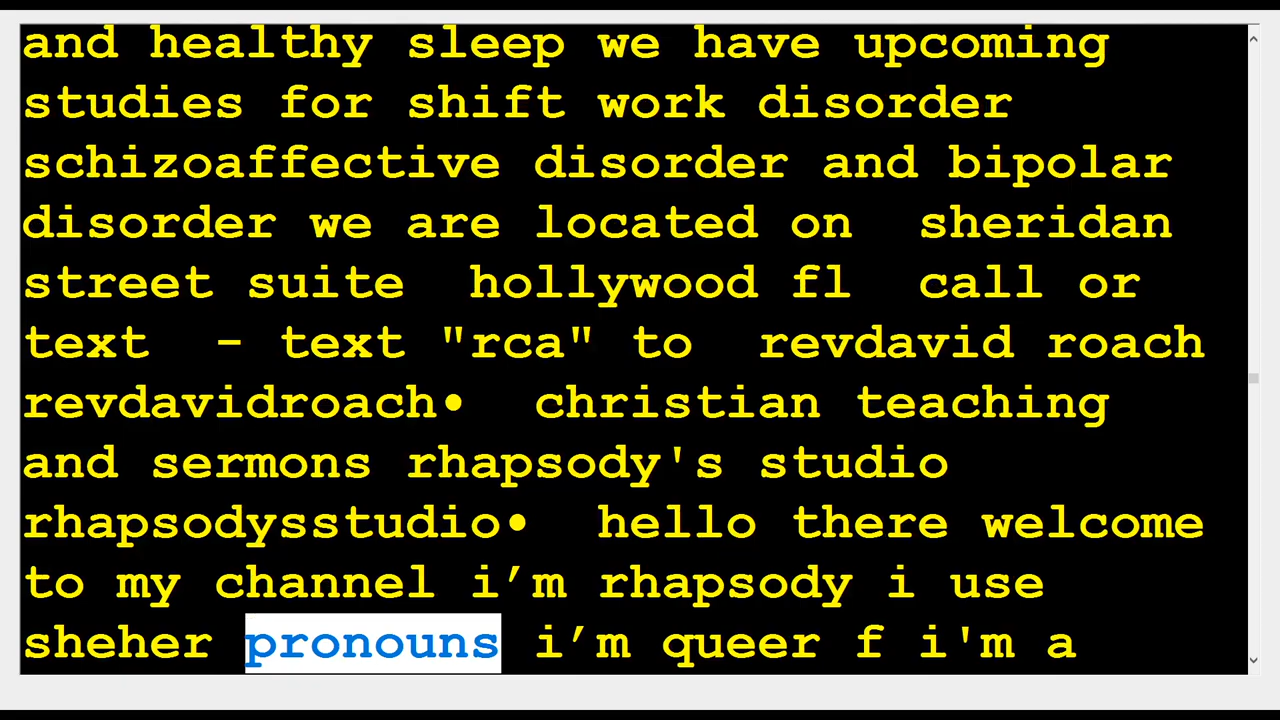 and healthy sleep we have upcoming
studies for shift work disorder
schizoaffective disorder and bipolar
disorder we are located on  sheridan
street suite  hollywood fl  call or
text  - text "rca" to  revdavid roach
revdavidroach•  christian teaching
and sermons rhapsody's studio
rhapsodysstudio•  hello there welcome
to my channel i’m rhapsody i use
sheher pronouns i’m queer f i'm a